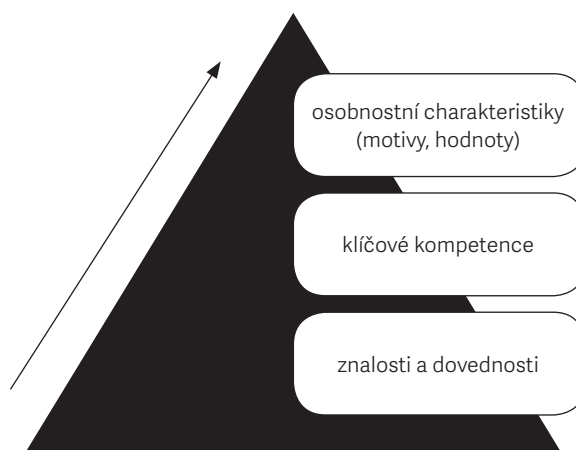 osobnostní charakteristiky
(motivy, hodnoty)
klíčové kompetence
znalosti a dovednosti